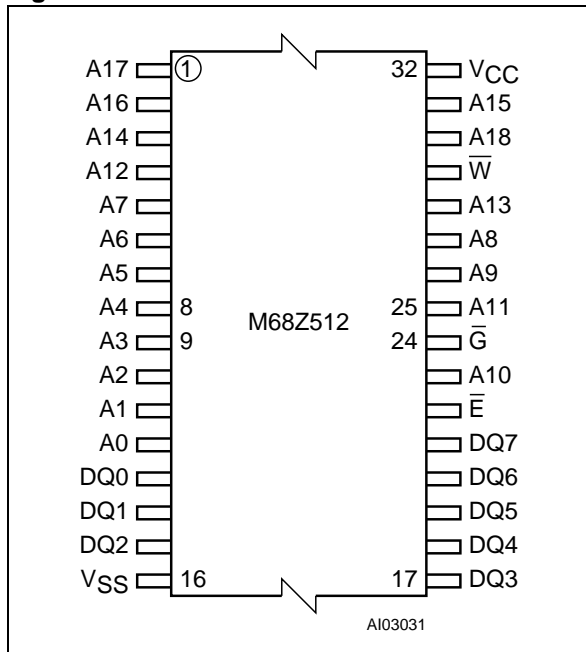 A17 1 32 VCC
A16 A15
A14 A18
A12 W̅
A7 A13
A6 A8
A5 A9
A4 8 M68Z512 25 A11
A3 9 24 G̅
A2 A10
A1 E̅
A0 DQ7
DQ0 DQ6
DQ1 DQ5
DQ2 DQ4
VSS 16 17 DQ3
AI03031